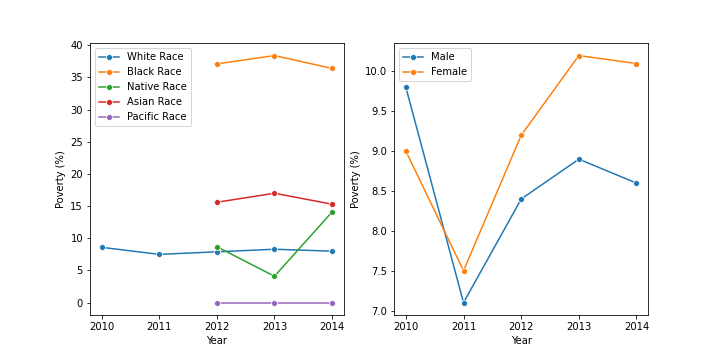 40
35
30
25
20
15
10
5
0
Poverty (%)
White Race
Black Race
Native Race
Asian Race
Pacific Race
2010 2011 2012 2013 2014
Year
10.0
9.5
9.0
8.5
8.0
7.5
7.0
Poverty (%)
Male
Female
2010 2011 2012 2013 2014
Year